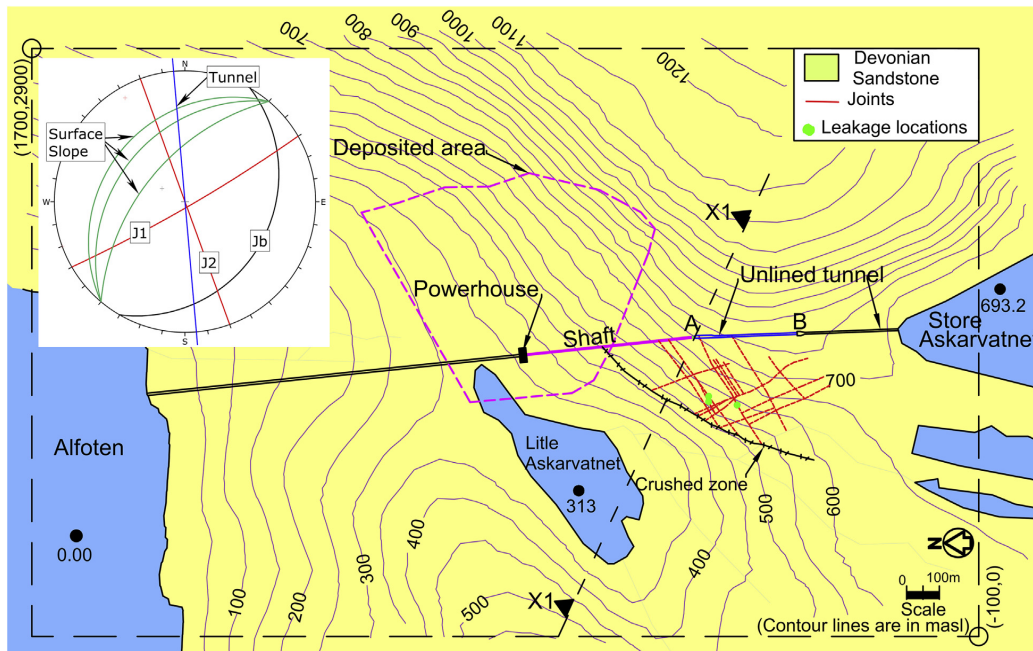 700
800
900
1000
1100
1200
(1700,2900)
N
Tunnel
Surface
Slope
W
E
J1
J2
Jb
S
Devonian
Sandstone
Joints
Leakage locations
Deposited area
X1
Powerhouse
Unlined tunnel
Shaft
A
B
693.2
Store
Askarvatnet
700
Alfoten
0.00
Litle
Askarvatnet
313
Crushed zone
100
200
300
400
500
400
500
600
X1
N
0 100m
Scale
(Contour lines are in masl)
(-100,0)